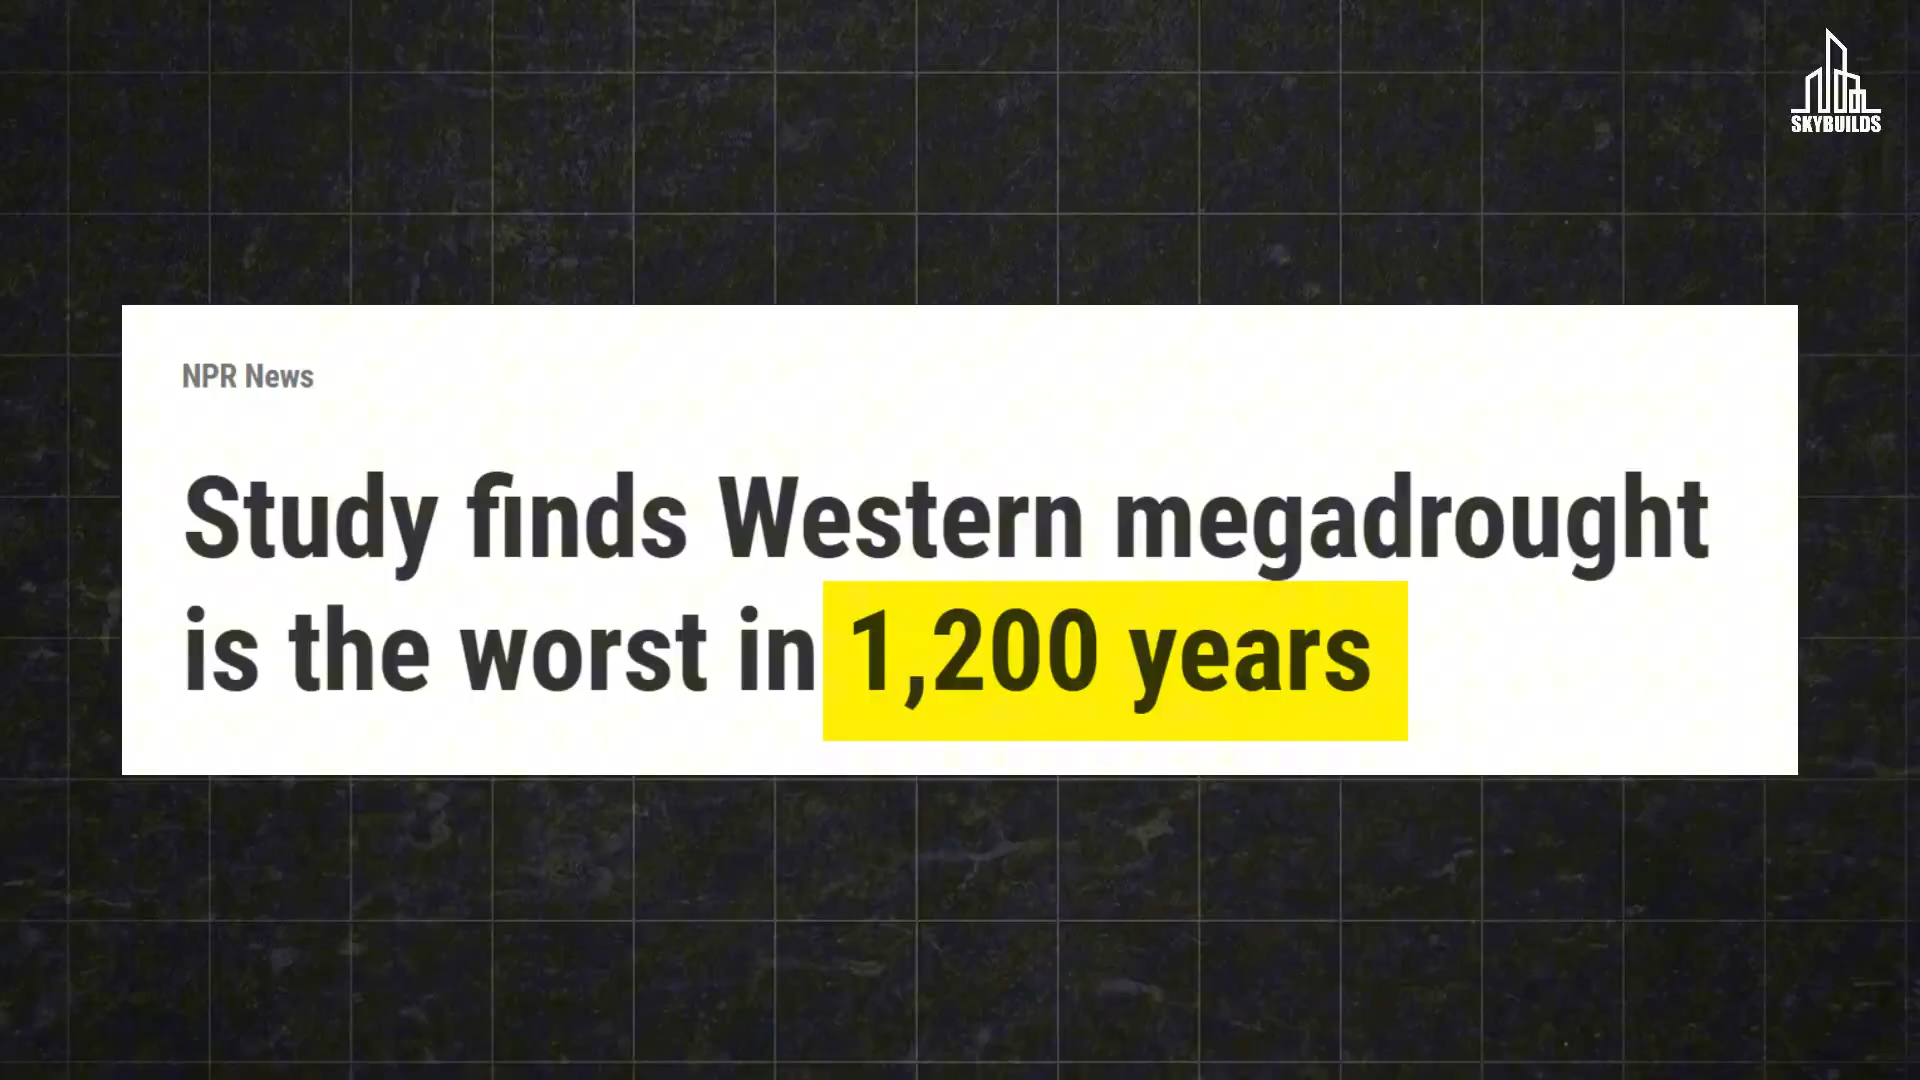 SKYBUILDS
NPR News
Study finds Western megadrought
is the worst in 1,200 years